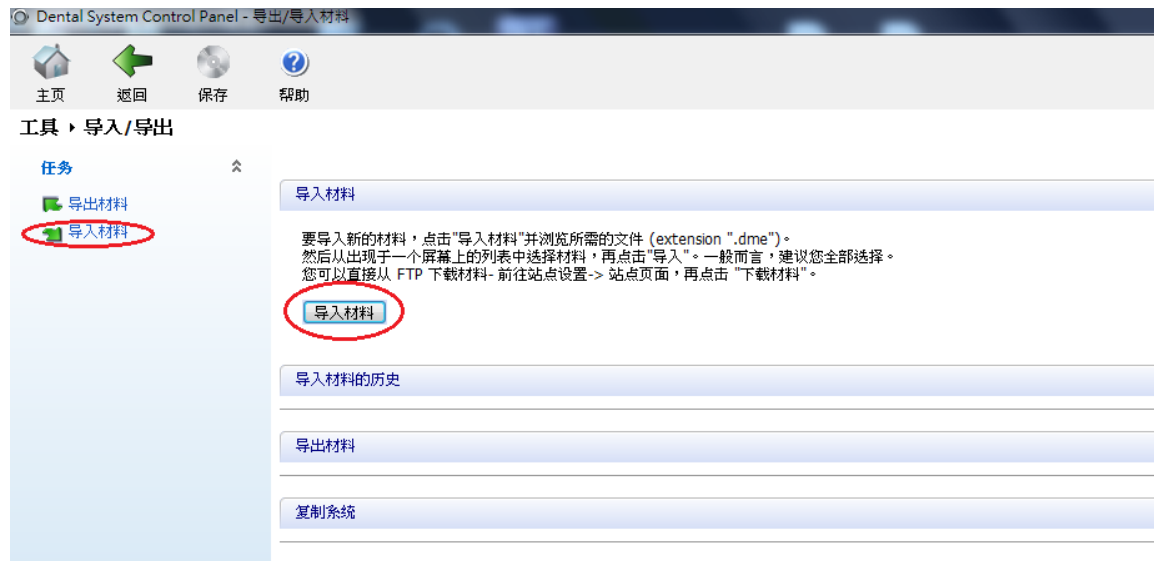 Dental System Control Panel - 导出/导入材料
主页 返回 保存 帮助
工具 ▸ 导入/导出
任务
导出材料
导入材料
导入材料
要导入新的材料，点击"导入材料"并浏览所需的文件 (extension ".dme")。
然后从出现于一个屏幕上的列表中选择材料，再点击"导入"。一般而言，建议您全部选择。
您可以直接从 FTP 下载材料- 前往站点设置-> 站点页面，再点击 "下载材料"。
导入材料
导入材料的历史
导出材料
复制系统